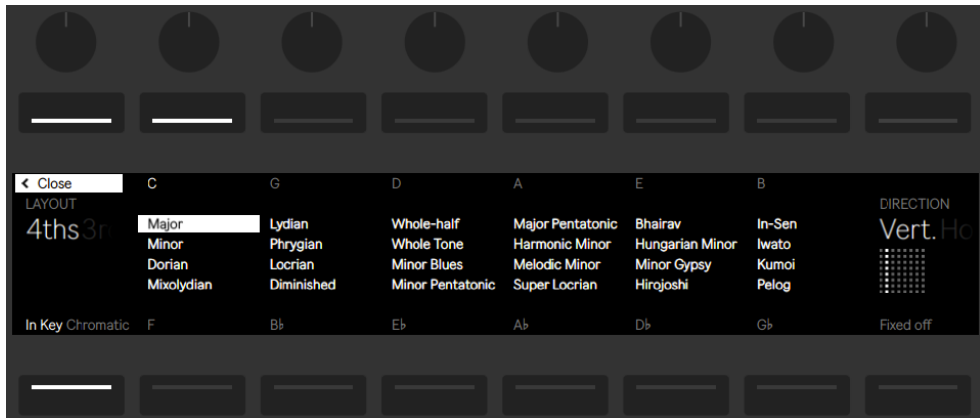 < Close C G D A E B
LAYOUT DIRECTION
4ths 3r Vert. Ho
Major Lydian Whole-half Major Pentatonic Bhairav In-Sen
Minor Phrygian Whole Tone Harmonic Minor Hungarian Minor Iwato
Dorian Locrian Minor Blues Melodic Minor Minor Gypsy Kumoi
Mixolydian Diminished Minor Pentatonic Super Locrian Hirojoshi Pelog
In Key Chromatic F B♭ E♭ A♭ D♭ G♭ Fixed off